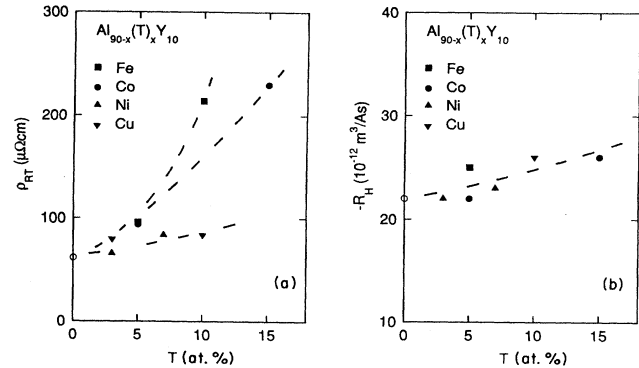 300
200
100
0
ρRT (μΩcm)
Al90-x(T)xY10
Fe
Co
Ni
Cu
(a)
0 5 10 15
T (at. %)
40
30
20
10
-RH (10-12 m3/As)
Al90-x(T)xY10
Fe
Co
Ni
Cu
(b)
0 5 10 15
T (at. %)